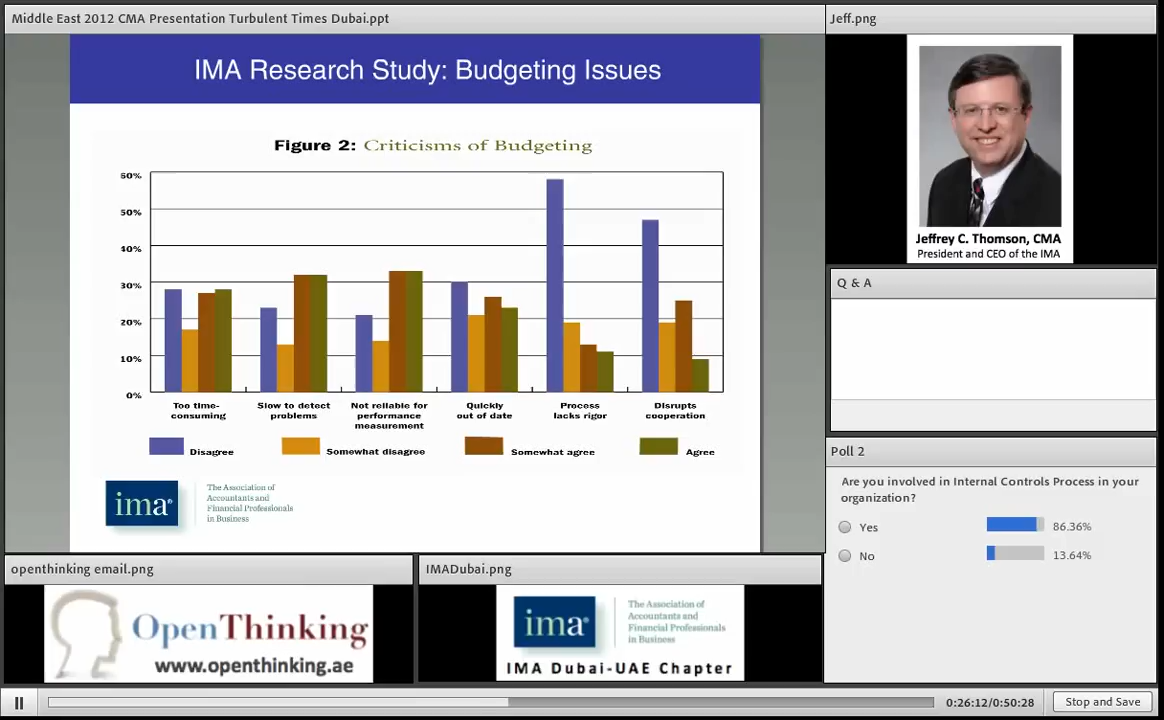 Middle East 2012 CMA Presentation Turbulent Times Dubai.ppt
IMA Research Study: Budgeting Issues
Figure 2: Criticisms of Budgeting
60%
50%
40%
30%
20%
10%
0%
Too time-
consuming
Slow to detect
problems
Not reliable for
performance
measurement
Quickly
out of date
Process
lacks rigor
Disrupts
cooperation
Disagree
Somewhat disagree
Somewhat agree
Agree
ima®
The Association of
Accountants and
Financial Professionals
in Business
Jeff.png
Jeffrey C. Thomson, CMA
President and CEO of the IMA
Q & A
Poll 2
Are you involved in Internal Controls Process in your
organization?
Yes 86.36%
No 13.64%
openthinking email.png
OpenThinking
www.openthinking.ae
IMADubai.png
ima®
The Association of
Accountants and
Financial Professionals
in Business
IMA Dubai-UAE Chapter
0:26:12/0:50:28
Stop and Save